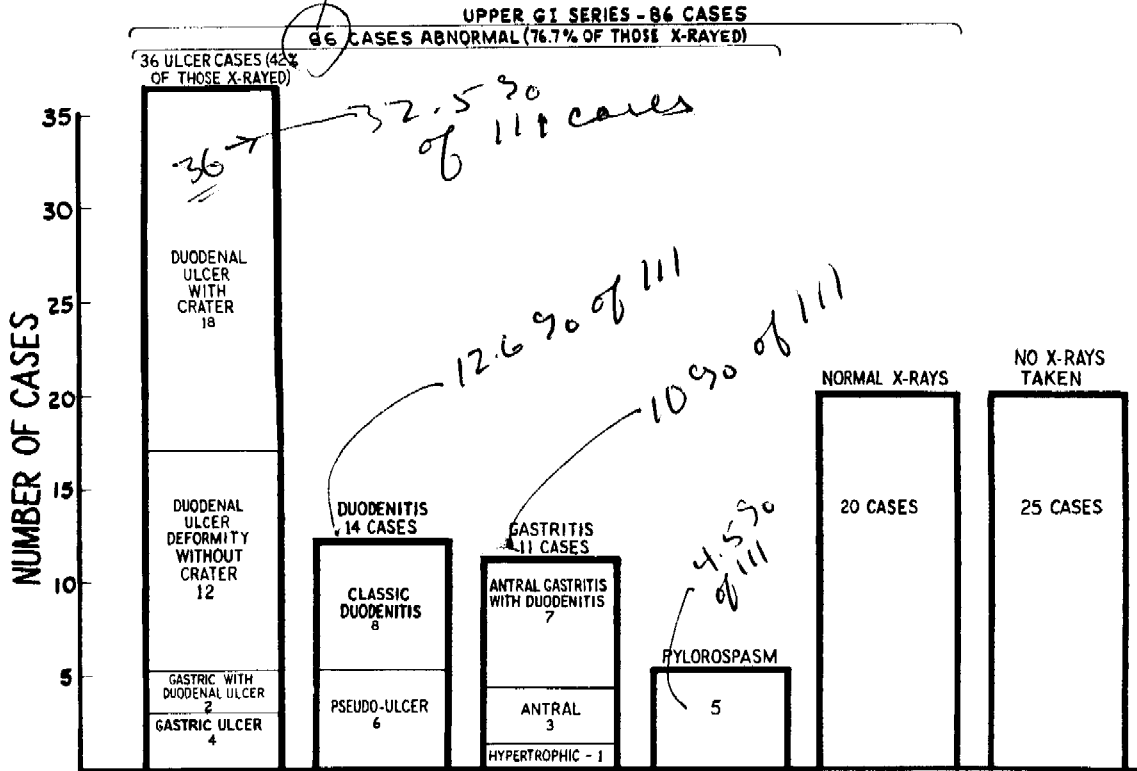 UPPER GI SERIES - 86 CASES
86 CASES ABNORMAL (76.7% OF THOSE X-RAYED)
36 ULCER CASES (42%
OF THOSE X-RAYED)
32.5%
of 111 cases
36
NUMBER OF CASES
35
30
25
20
15
10
5
DUODENAL
ULCER
WITH
CRATER
18
DUODENAL
ULCER
DEFORMITY
WITHOUT
CRATER
12
GASTRIC WITH
DUODENAL ULCER
2
GASTRIC ULCER
4
12.6% of 111
DUODENITIS
14 CASES
CLASSIC
DUODENITIS
8
PSEUDO-ULCER
6
10% of 111
GASTRITIS
11 CASES
ANTRAL GASTRITIS
WITH DUODENITIS
7
ANTRAL
3
HYPERTROPHIC - 1
4.5%
of 111
PYLOROSPASM
5
NORMAL X-RAYS
20 CASES
NO X-RAYS
TAKEN
25 CASES